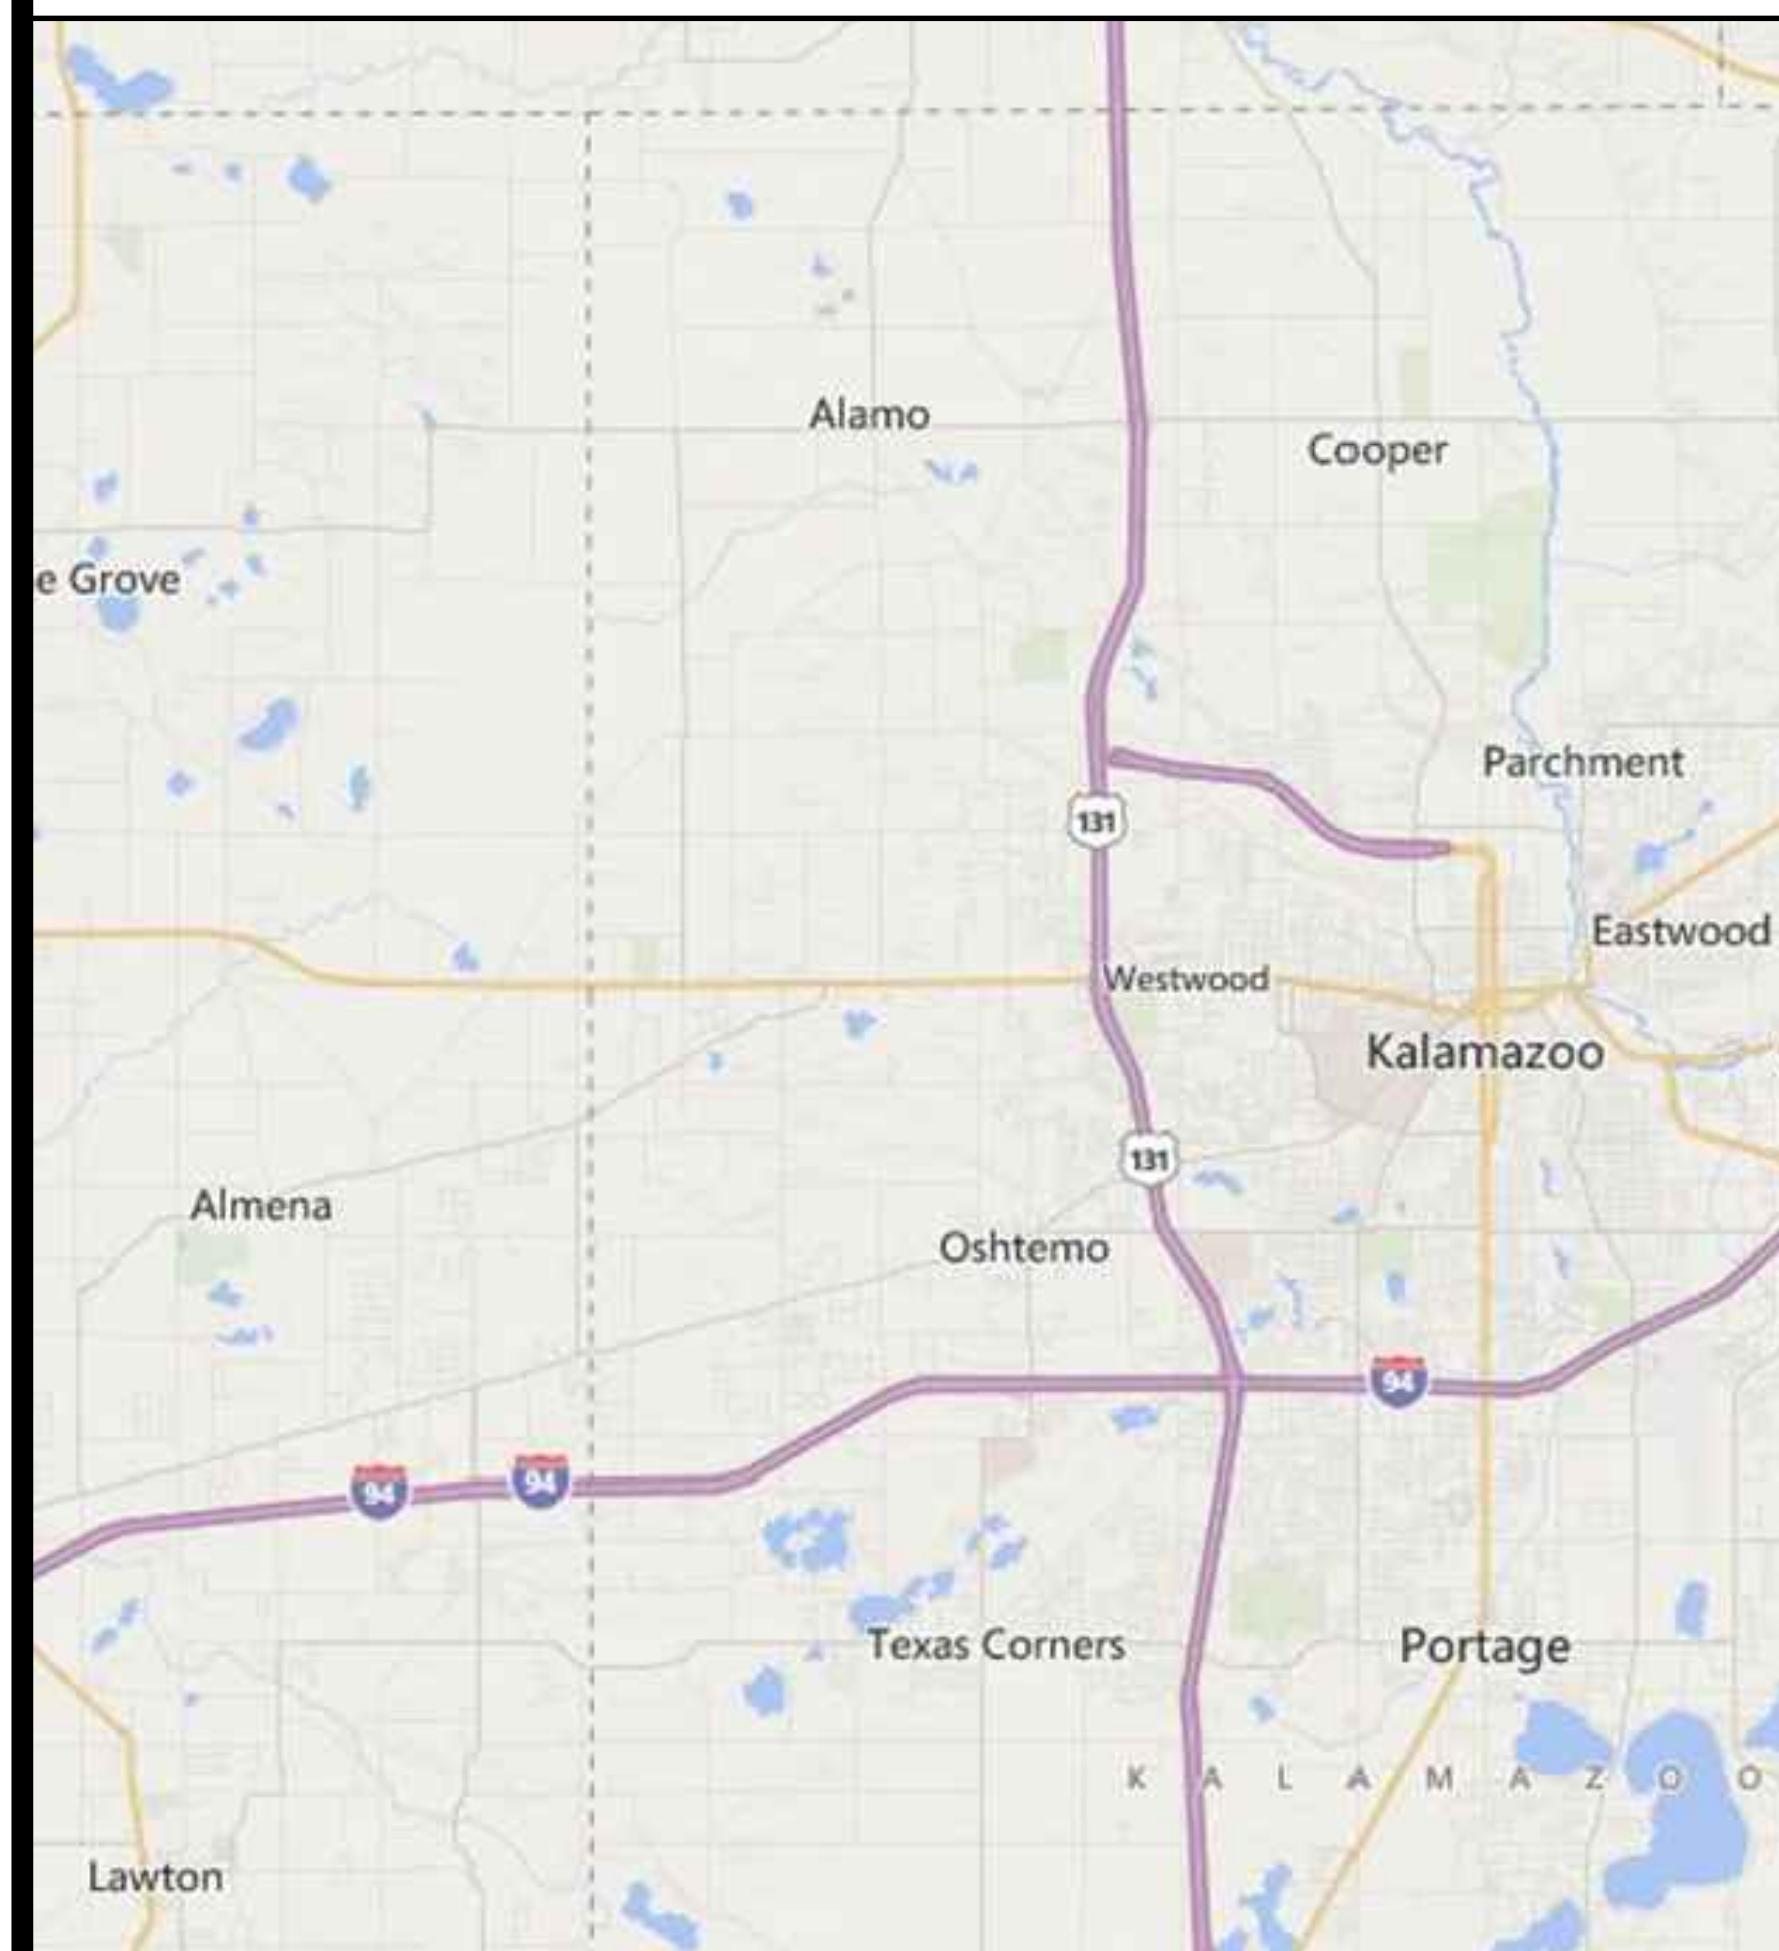 Alamo
Cooper
e Grove
Parchment
131
Eastwood
Westwood
Kalamazoo
131
Almena
Oshtemo
94
94
94
Texas Corners
Portage
K A L A M A Z O O
Lawton